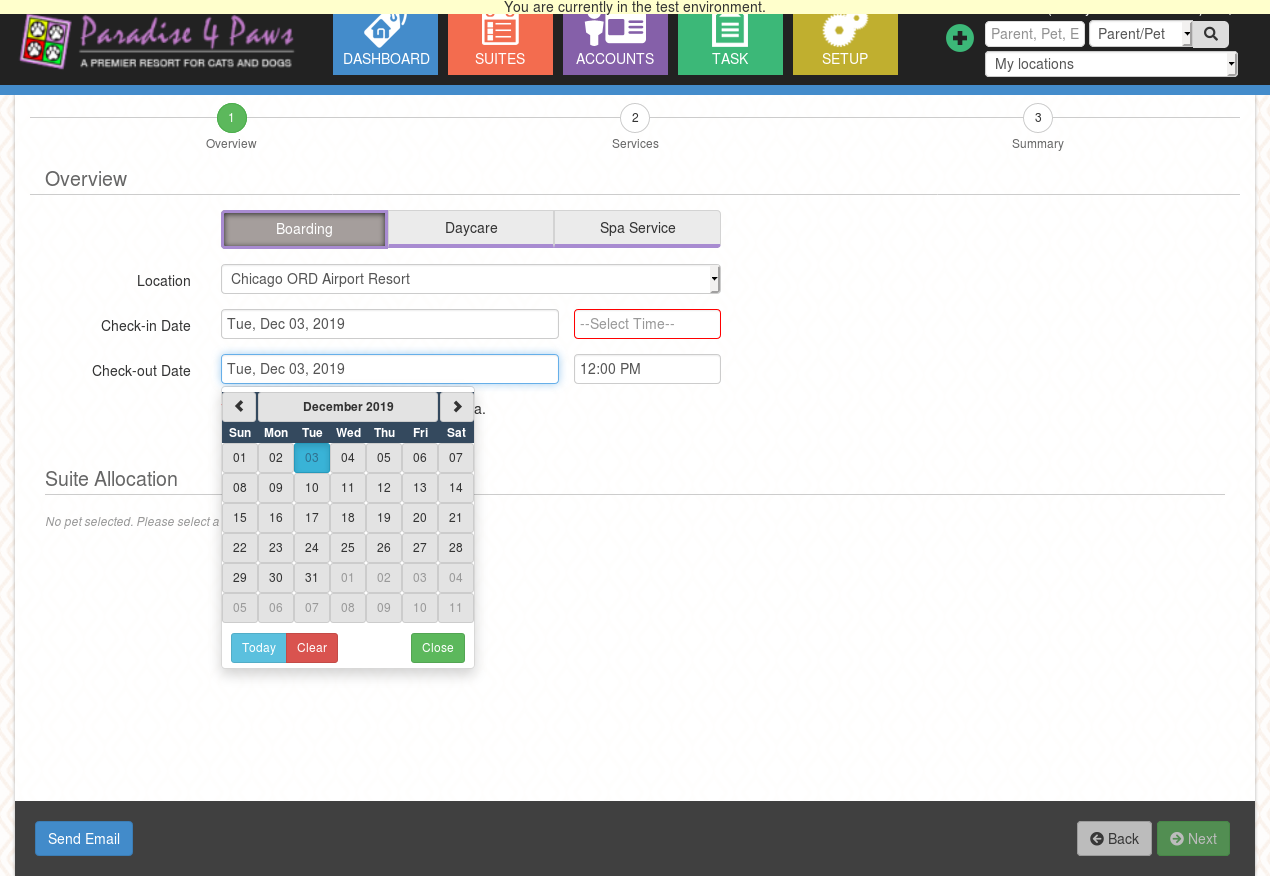 You are currently in the test environment.
Paradise 4 Paws
A PREMIER RESORT FOR CATS AND DOGS
DASHBOARD
SUITES
ACCOUNTS
TASK
SETUP
Parent, Pet, E
Parent/Pet
My locations
1
2
3
Overview
Services
Summary
Overview
Boarding
Daycare
Spa Service
Location
Chicago ORD Airport Resort
Check-in Date
Tue, Dec 03, 2019
--Select Time--
Check-out Date
Tue, Dec 03, 2019
12:00 PM
December 2019
a.
Sun Mon Tue Wed Thu Fri Sat
01 02 03 04 05 06 07
08 09 10 11 12 13 14
15 16 17 18 19 20 21
22 23 24 25 26 27 28
29 30 31 01 02 03 04
05 06 07 08 09 10 11
Suite Allocation
No pet selected. Please select a
Today
Clear
Close
Send Email
Back
Next